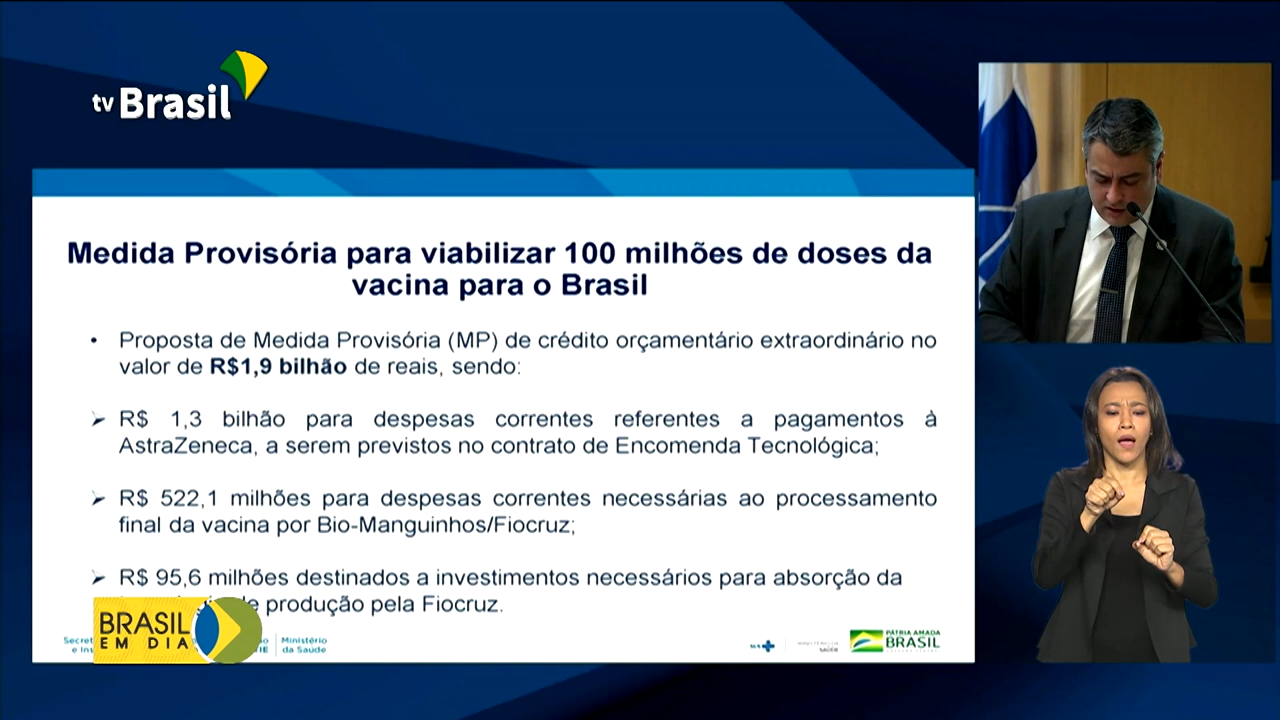 tv Brasil
Medida Provisória para viabilizar 100 milhões de doses da
vacina para o Brasil
• Proposta de Medida Provisória (MP) de crédito orçamentário extraordinário no
valor de R$1,9 bilhão de reais, sendo:
➢ R$ 1,3 bilhão para despesas correntes referentes a pagamentos à
AstraZeneca, a serem previstos no contrato de Encomenda Tecnológica;
➢ R$ 522,1 milhões para despesas correntes necessárias ao processamento
final da vacina por Bio-Manguinhos/Fiocruz;
➢ R$ 95,6 milhões destinados a investimentos necessários para absorção da
de produção pela Fiocruz.
BRASIL
EM DIA
Ministério
da Saúde
PÁTRIA AMADA
BRASIL